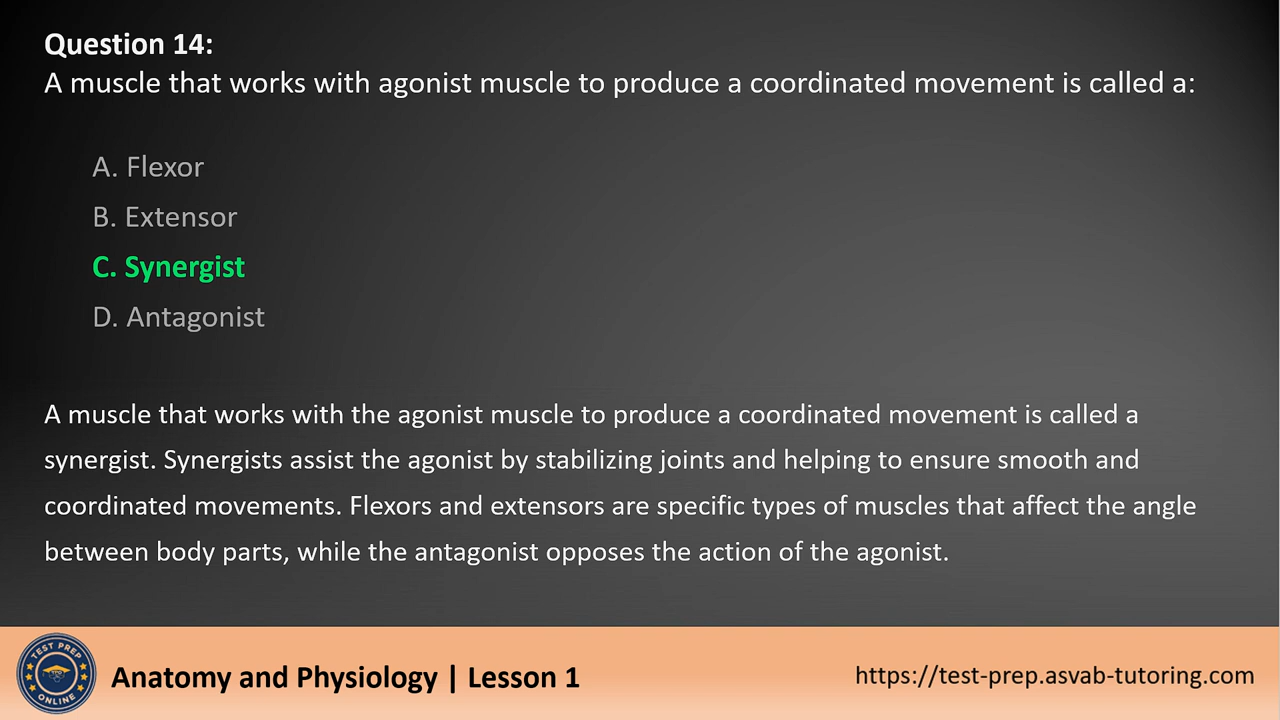 Question 14:
A muscle that works with agonist muscle to produce a coordinated movement is called a:
A. Flexor
B. Extensor
C. Synergist
D. Antagonist
A muscle that works with the agonist muscle to produce a coordinated movement is called a
synergist. Synergists assist the agonist by stabilizing joints and helping to ensure smooth and
coordinated movements. Flexors and extensors are specific types of muscles that affect the angle
between body parts, while the antagonist opposes the action of the agonist.
TEST PREP
ONLINE
Anatomy and Physiology | Lesson 1
https://test-prep.asvab-tutoring.com